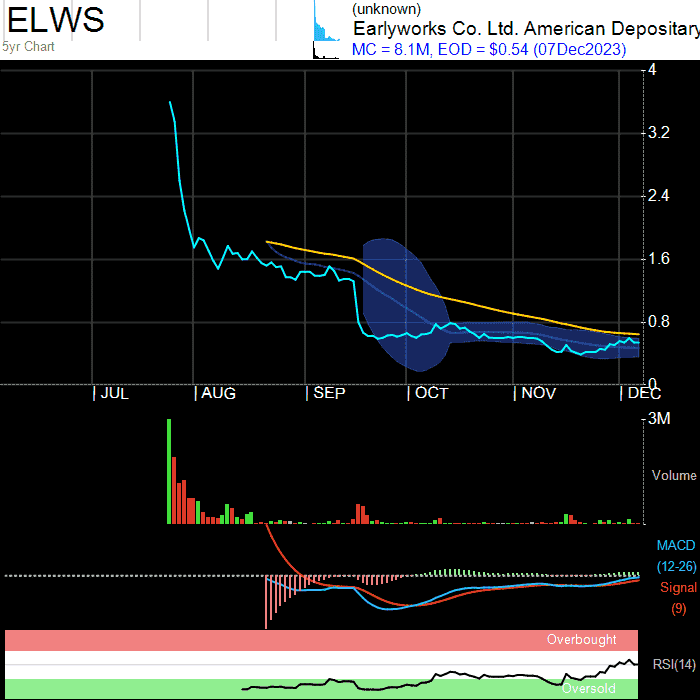 ELWS
5yr Chart
(unknown)
Earlyworks Co. Ltd. American Depositary
MC = 8.1M, EOD = $0.54 (07Dec2023)
4
3.2
2.4
1.6
0.8
0
JUL AUG SEP OCT NOV DEC
3M
Volume
MACD
(12-26)
Signal
(9)
Overbought
RSI(14)
Oversold